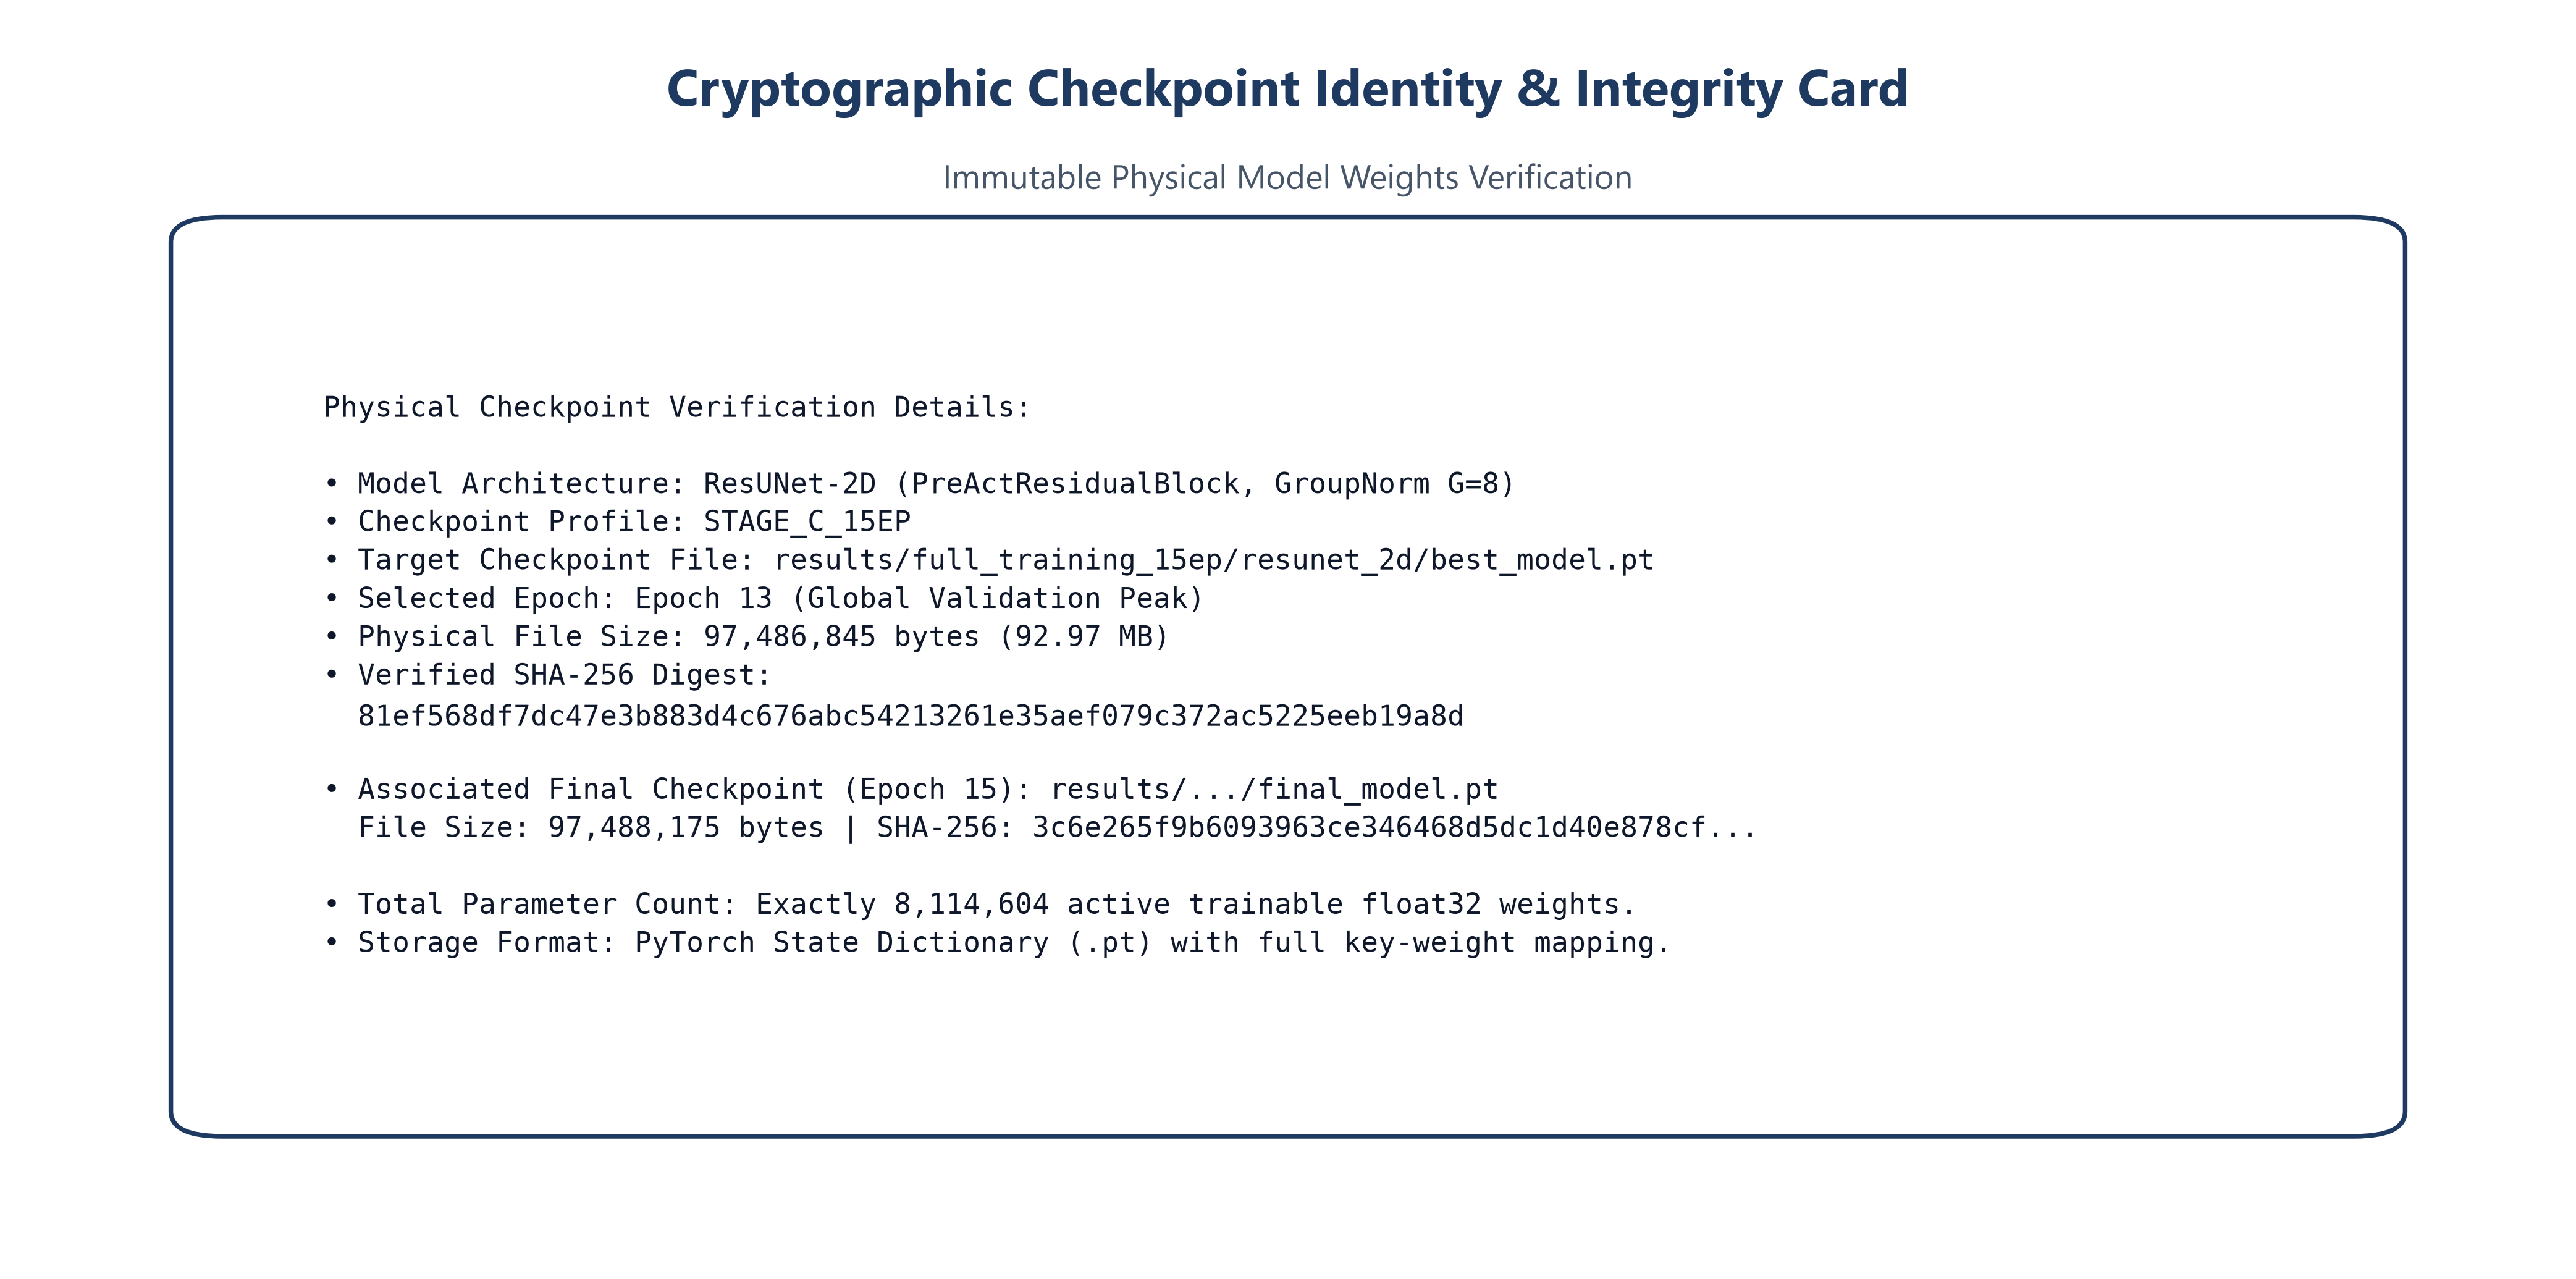 Cryptographic Checkpoint Identity & Integrity Card
Immutable Physical Model Weights Verification
Physical Checkpoint Verification Details:
• Model Architecture: ResUNet-2D (PreActResidualBlock, GroupNorm G=8)
• Checkpoint Profile: STAGE_C_15EP
• Target Checkpoint File: results/full_training_15ep/resunet_2d/best_model.pt
• Selected Epoch: Epoch 13 (Global Validation Peak)
• Physical File Size: 97,486,845 bytes (92.97 MB)
• Verified SHA-256 Digest:
81ef568df7dc47e3b883d4c676abc54213261e35aef079c372ac5225eeb19a8d
• Associated Final Checkpoint (Epoch 15): results/.../final_model.pt
File Size: 97,488,175 bytes | SHA-256: 3c6e265f9b6093963ce346468d5dc1d40e878cf...
• Total Parameter Count: Exactly 8,114,604 active trainable float32 weights.
• Storage Format: PyTorch State Dictionary (.pt) with full key-weight mapping.